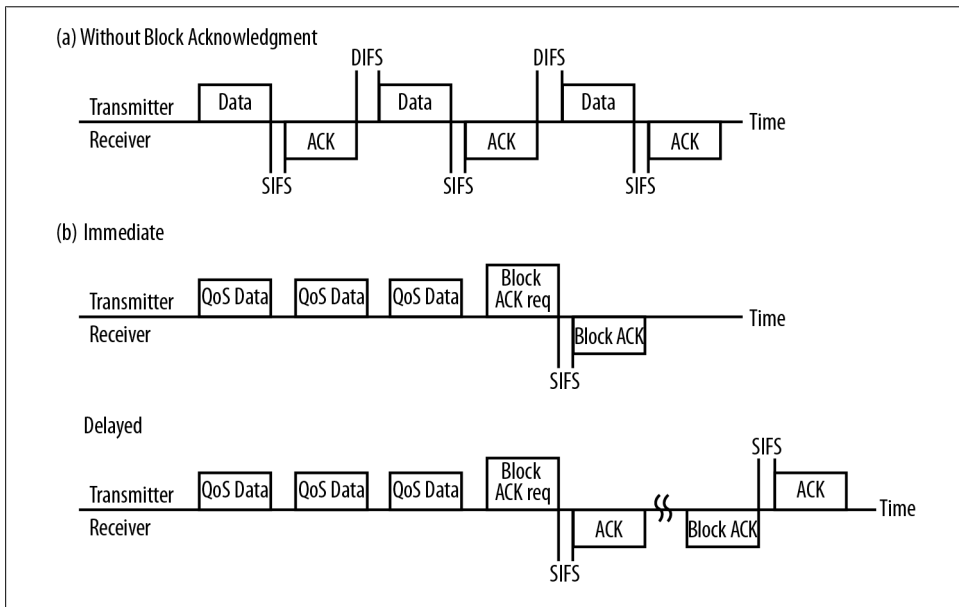 (a) Without Block Acknowledgment
DIFS
DIFS
Transmitter
Data
Data
Data
Time
Receiver
ACK
ACK
ACK
SIFS
SIFS
SIFS
(b) Immediate
Transmitter
QoS Data
QoS Data
QoS Data
Block
ACK req
Time
Receiver
Block ACK
SIFS
Delayed
SIFS
Transmitter
QoS Data
QoS Data
QoS Data
Block
ACK req
ACK
Time
Receiver
ACK
Block ACK
SIFS